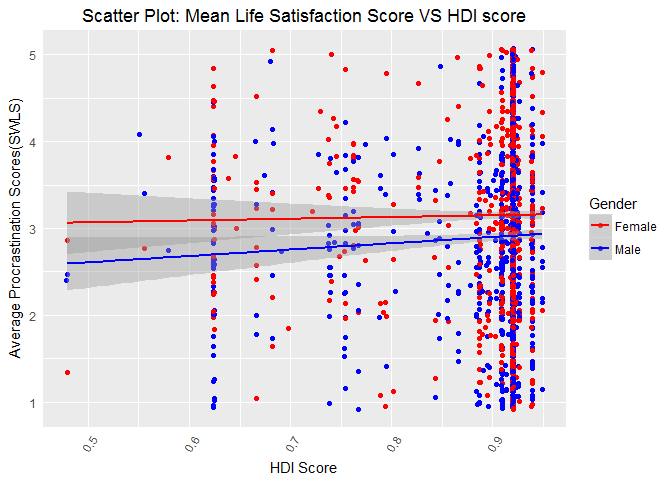 Scatter Plot: Mean Life Satisfaction Score VS HDI score
Average Procrastination Scores(SWLS)
5
4
3
2
1
0.5
0.6
0.7
0.8
0.9
HDI Score
Gender
Female
Male